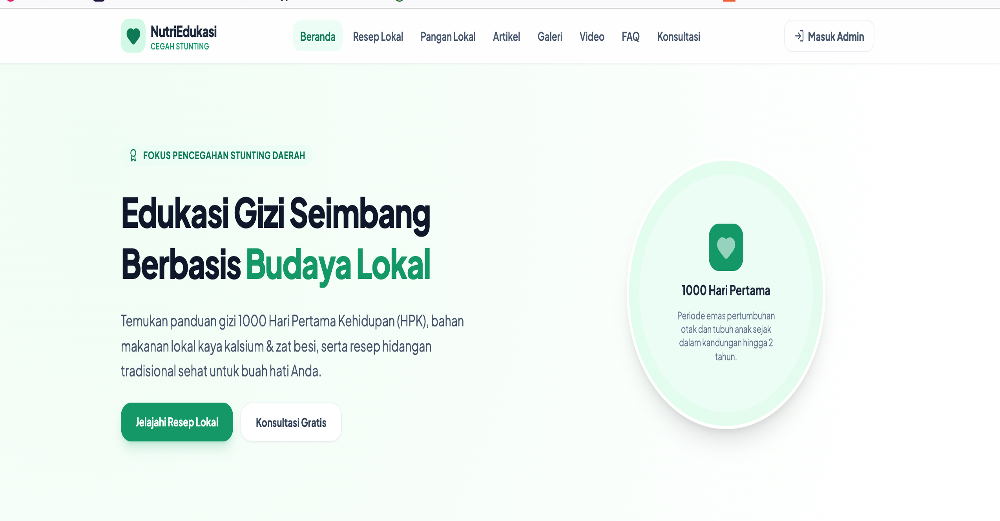 NutriEdukasi
CEGAH STUNTING
Beranda
Resep Lokal
Pangan Lokal
Artikel
Galeri
Video
FAQ
Konsultasi
Masuk Admin
FOKUS PENCEGAHAN STUNTING DAERAH
Edukasi Gizi Seimbang
Berbasis Budaya Lokal
Temukan panduan gizi 1000 Hari Pertama Kehidupan (HPK), bahan
makanan lokal kaya kalsium & zat besi, serta resep hidangan
tradisional sehat untuk buah hati Anda.
Jelajahi Resep Lokal
Konsultasi Gratis
1000 Hari Pertama
Periode emas pertumbuhan
otak dan tubuh anak sejak
dalam kandungan hingga 2
tahun.